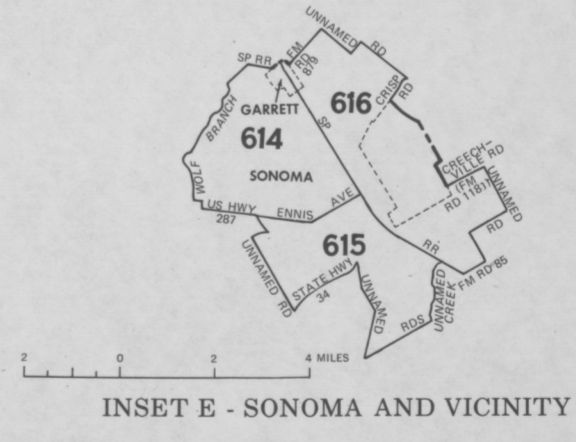 UNNAMED RD
SP RR
FM RD 879
CRISP RD
616
GARRETT
BRANCH
614
SP
SONOMA
WOLF
CREECH-
VILLE RD
(FM
RD 1181)
UNNAMED
RD
US HWY
287
ENNIS AVE
615
RR
UNNAMED RD
STATE HWY
34
UNNAMED
RDS
UNNAMED
CREEK
FM RD 85
2 0 2 4 MILES
INSET E - SONOMA AND VICINITY